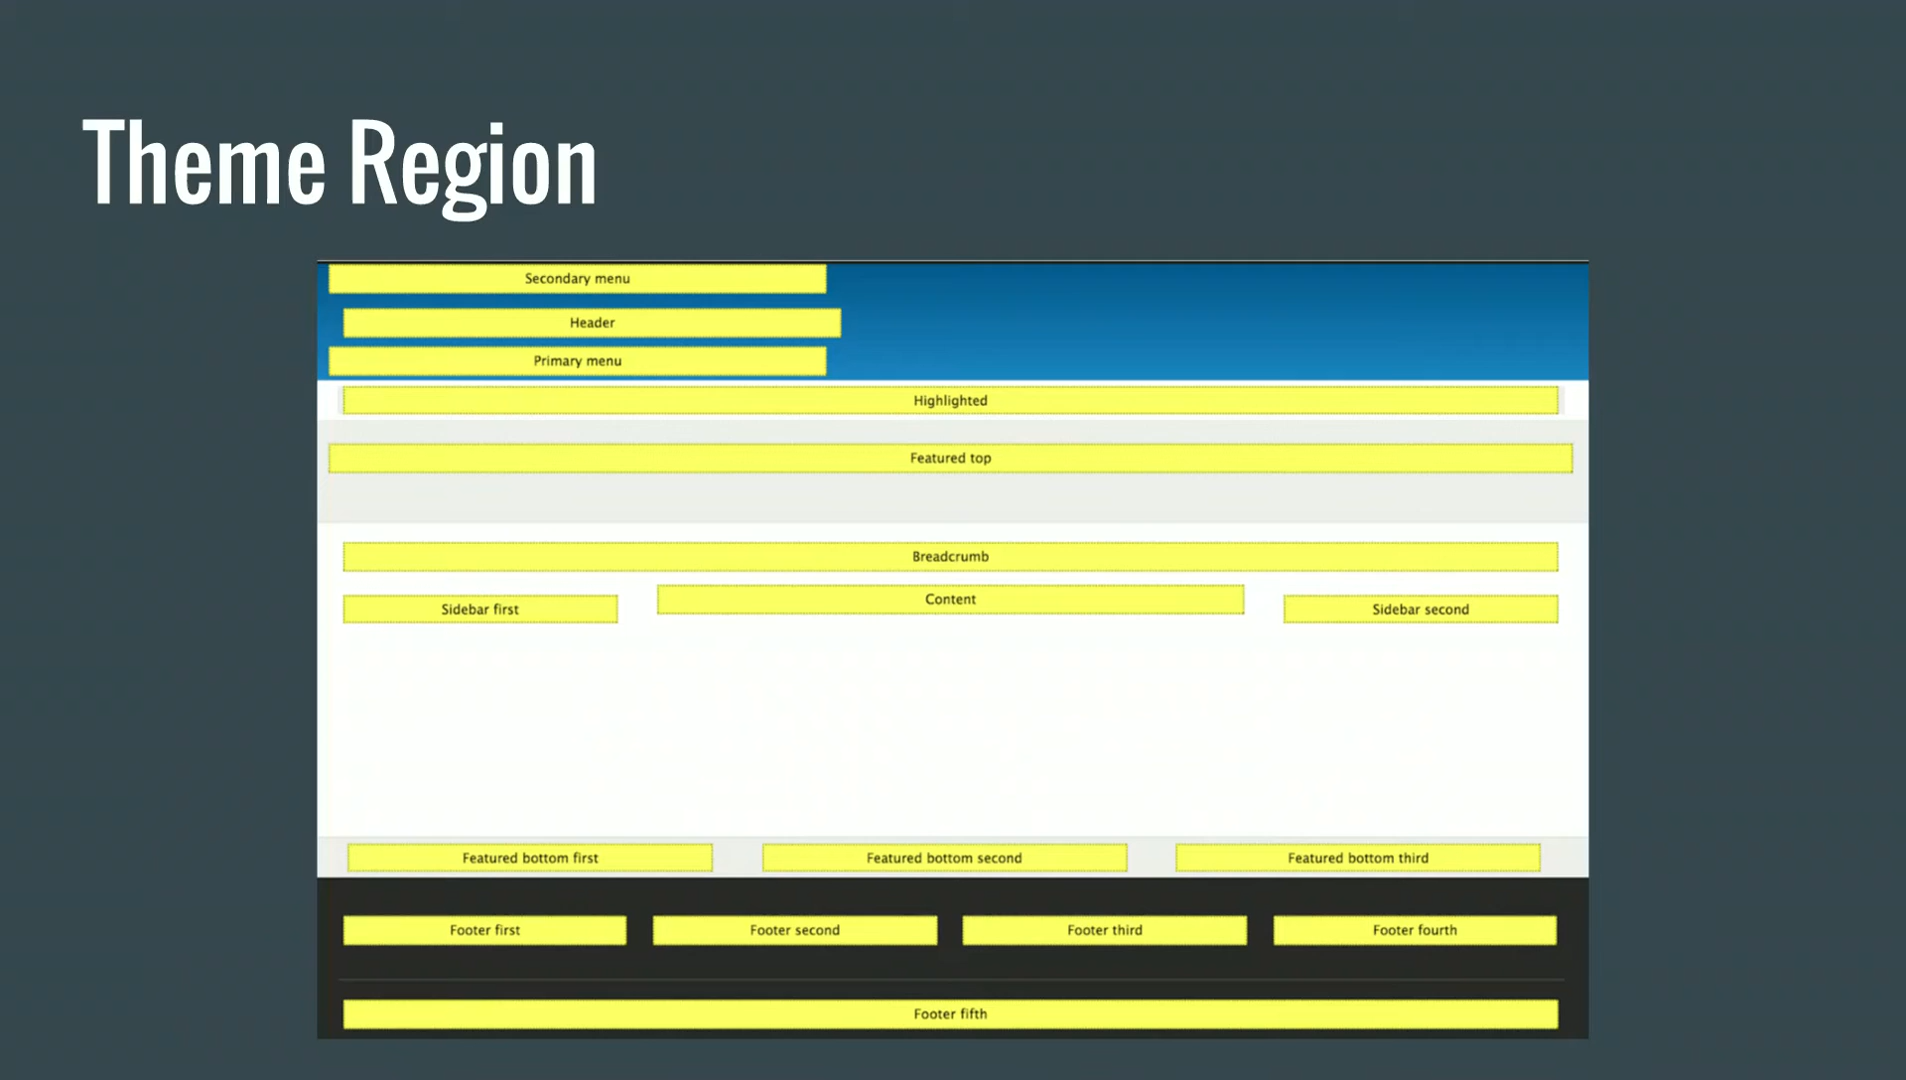 Theme Region
Secondary menu
Header
Primary menu
Highlighted
Featured top
Breadcrumb
Sidebar first
Content
Sidebar second
Featured bottom first
Featured bottom second
Featured bottom third
Footer first
Footer second
Footer third
Footer fourth
Footer fifth